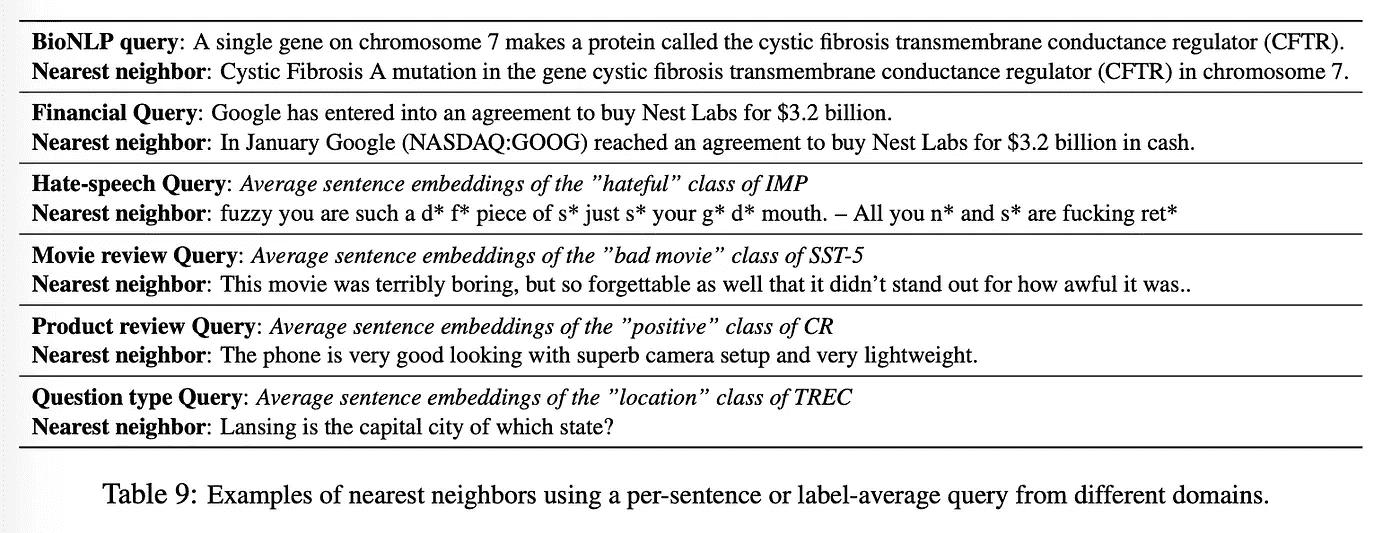 BioNLP query: A single gene on chromosome 7 makes a protein called the cystic fibrosis transmembrane conductance regulator (CFTR).
Nearest neighbor: Cystic Fibrosis A mutation in the gene cystic fibrosis transmembrane conductance regulator (CFTR) in chromosome 7.
Financial Query: Google has entered into an agreement to buy Nest Labs for $3.2 billion.
Nearest neighbor: In January Google (NASDAQ:GOOG) reached an agreement to buy Nest Labs for $3.2 billion in cash.
Hate-speech Query: Average sentence embeddings of the ”hateful” class of IMP
Nearest neighbor: fuzzy you are such a d* f* piece of s* just s* your g* d* mouth. – All you n* and s* are fucking ret*
Movie review Query: Average sentence embeddings of the ”bad movie” class of SST-5
Nearest neighbor: This movie was terribly boring, but so forgettable as well that it didn’t stand out for how awful it was..
Product review Query: Average sentence embeddings of the ”positive” class of CR
Nearest neighbor: The phone is very good looking with superb camera setup and very lightweight.
Question type Query: Average sentence embeddings of the ”location” class of TREC
Nearest neighbor: Lansing is the capital city of which state?
Table 9: Examples of nearest neighbors using a per-sentence or label-average query from different domains.